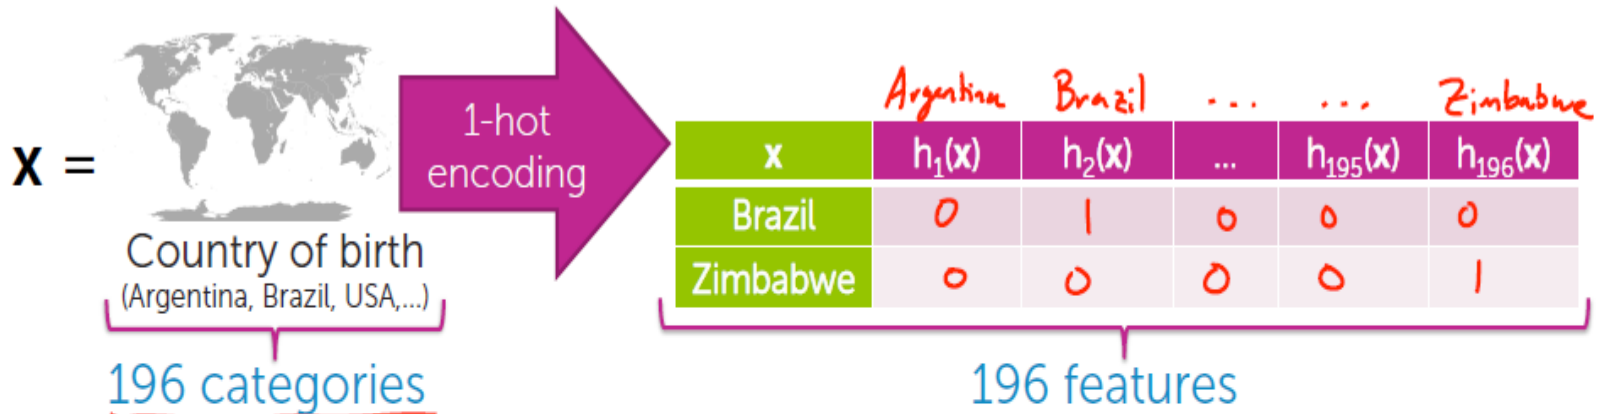 X =
Country of birth
(Argentina, Brazil, USA,...)
196 categories
1-hot
encoding
Argentina Brazil ... ... Zimbabwe
x h1(x) h2(x) ... h195(x) h196(x)
Brazil 0 1 0 0 0
Zimbabwe 0 0 0 0 1
196 features